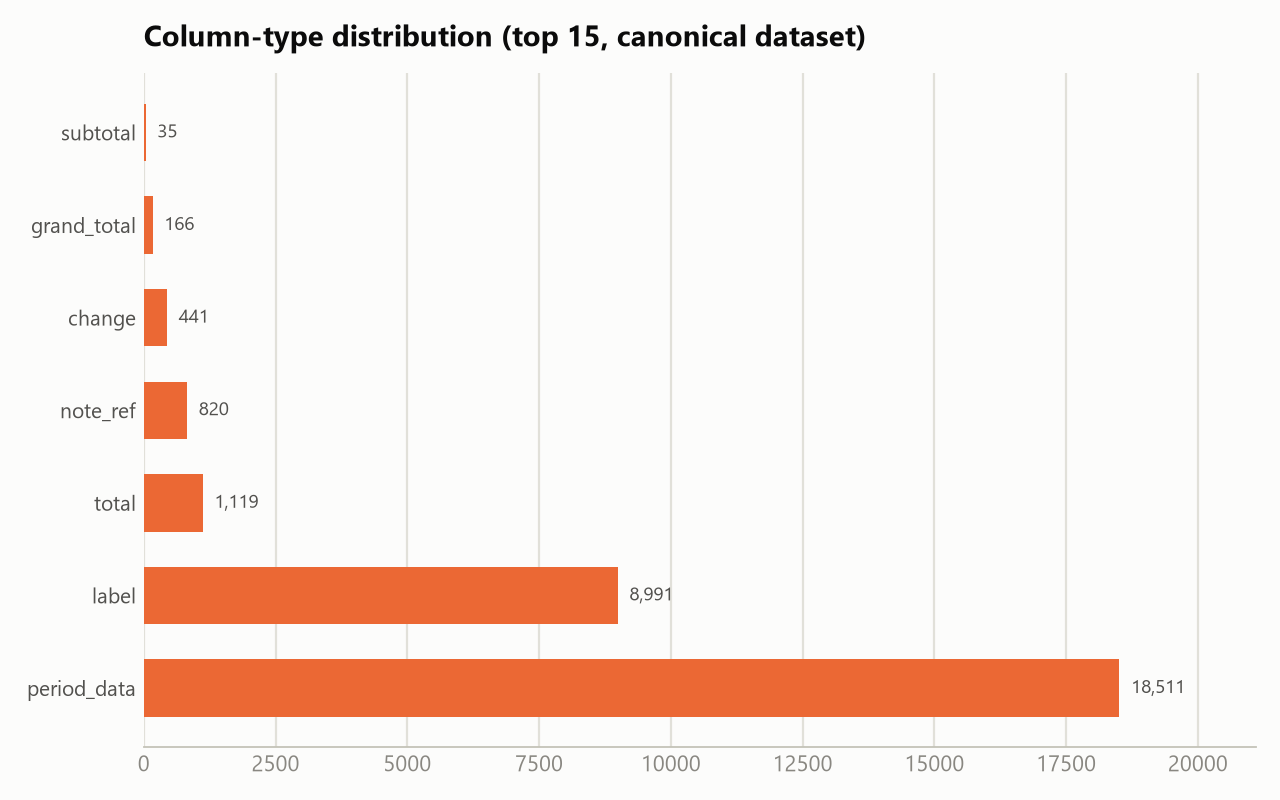 Column-type distribution (top 15, canonical dataset)
subtotal 35
grand_total 166
change 441
note_ref 820
total 1,119
label 8,991
period_data 18,511
0 2500 5000 7500 10000 12500 15000 17500 20000